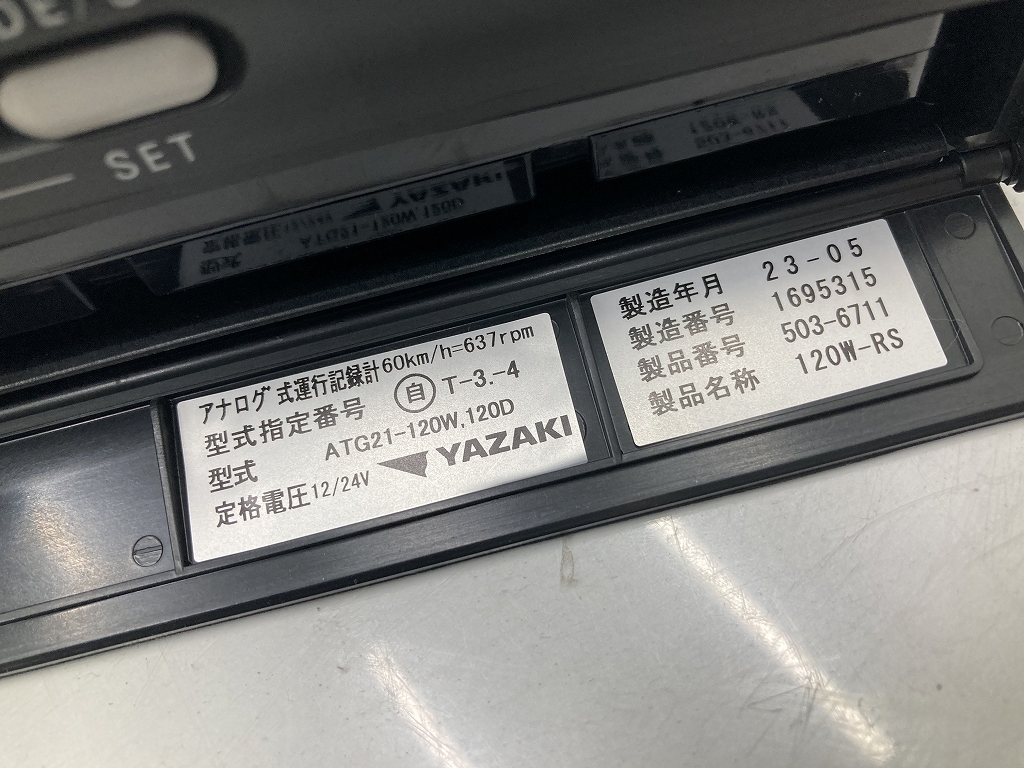 SET
アナログ式運行記録計60km/h=637rpm
型式指定番号 自 T-3.-4
型式 ATG21-120W,120D
定格電圧12/24V YAZAKI
製造年月 23-05
製造番号 1695315
製品番号 503-6711
製品名称 120W-RS